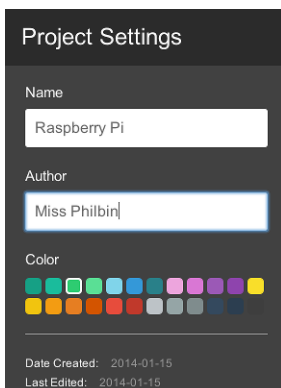 Project Settings
Name
Raspberry Pi
Author
Miss Philbin
Color
Date Created: 2014-01-15
Last Edited: 2014-01-15